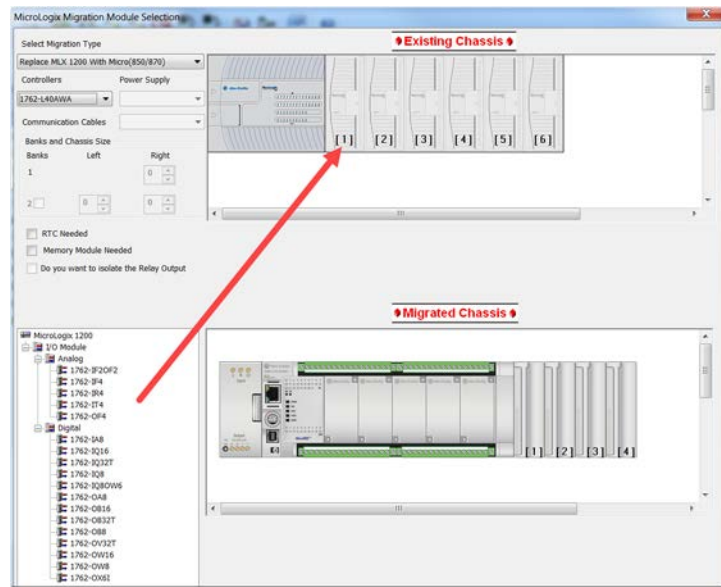 MicroLogix Migration Module Selection
Existing Chassis
Select Migration Type
Replace MLX 1200 With Micro(850/870)
Controllers Power Supply
1762-L40AWA
Communication Cables
Banks and Chassis Size
Banks Left Right
1 0
2 0 0
[1] [2] [3] [4] [5] [6]
RTC Needed
Memory Module Needed
Do you want to isolate the Relay Output
Migrated Chassis
MicroLogix 1200
I/O Module
Analog
1762-IF2OF2
1762-IF4
1762-IR4
1762-IT4
1762-OF4
Digital
1762-IA8
1762-IQ16
1762-IQ32T
1762-IQ8
1762-IQ8OW6
1762-OA8
1762-OB16
1762-OB32T
1762-OB8
1762-OV32T
1762-OW16
1762-OW8
1762-OX6I
[1] [2] [3] [4]